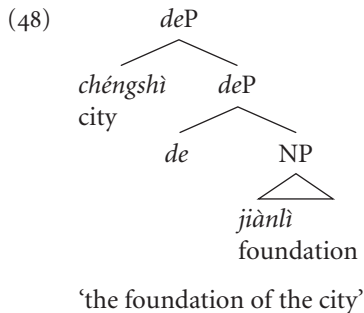 (48) deP
chéngshì deP
city
de NP
jiànlì
foundation
‘the foundation of the city’